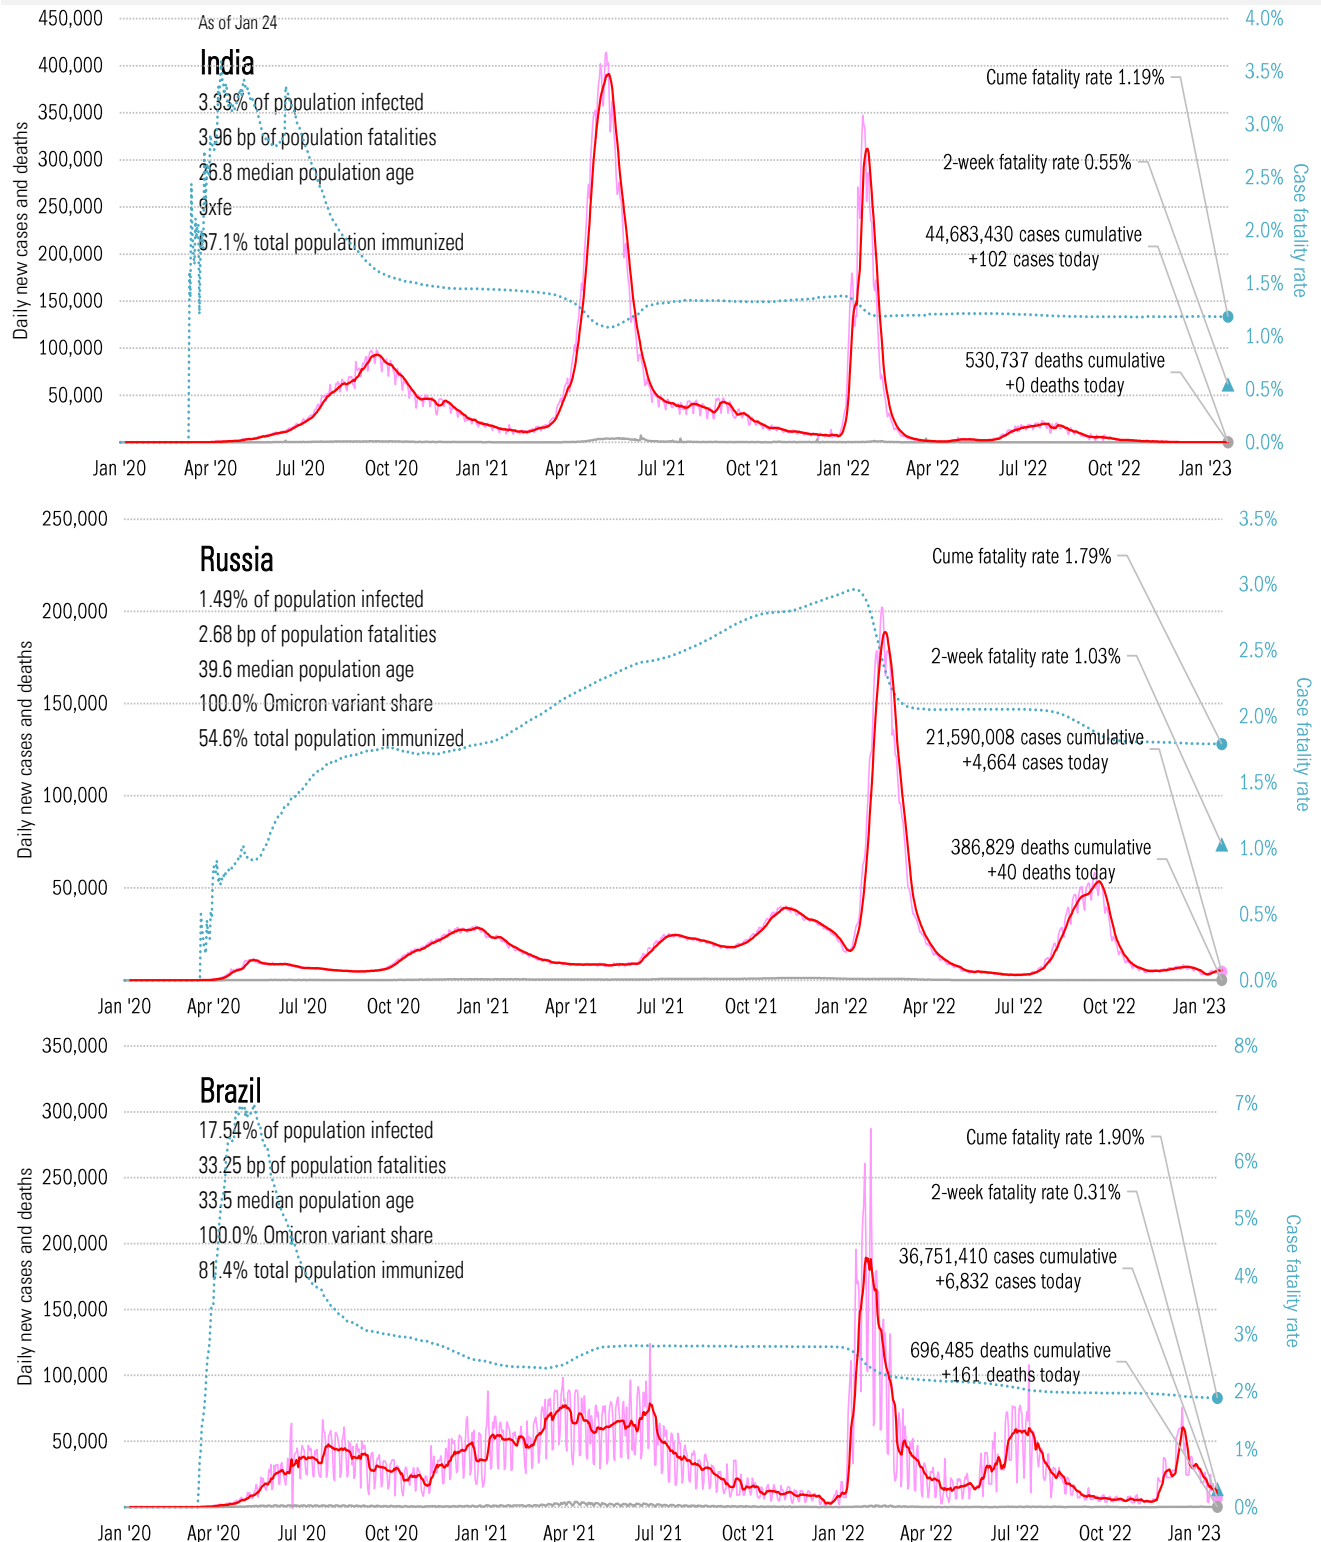 As of Jan 24
India
3.33% of population infected
3.96 bp of population fatalities
26.8 median population age
9xfe
67.1% total population immunized
Cume fatality rate 1.19%
2-week fatality rate 0.55%
44,683,430 cases cumulative
+102 cases today
530,737 deaths cumulative
+0 deaths today
Daily new cases and deaths
450,000
400,000
350,000
300,000
250,000
200,000
150,000
100,000
50,000
Case fatality rate
4.0%
3.5%
3.0%
2.5%
2.0%
1.5%
1.0%
0.5%
0.0%
Jan '20 Apr '20 Jul '20 Oct '20 Jan '21 Apr '21 Jul '21 Oct '21 Jan '22 Apr '22 Jul '22 Oct '22 Jan '23
Russia
1.49% of population infected
2.68 bp of population fatalities
39.6 median population age
100.0% Omicron variant share
54.6% total population immunized
Cume fatality rate 1.79%
2-week fatality rate 1.03%
21,590,008 cases cumulative
+4,664 cases today
386,829 deaths cumulative
+40 deaths today
Daily new cases and deaths
250,000
200,000
150,000
100,000
50,000
Case fatality rate
3.5%
3.0%
2.5%
2.0%
1.5%
1.0%
0.5%
0.0%
Jan '20 Apr '20 Jul '20 Oct '20 Jan '21 Apr '21 Jul '21 Oct '21 Jan '22 Apr '22 Jul '22 Oct '22 Jan '23
Brazil
17.54% of population infected
33.25 bp of population fatalities
33.5 median population age
100.0% Omicron variant share
81.4% total population immunized
Cume fatality rate 1.90%
2-week fatality rate 0.31%
36,751,410 cases cumulative
+6,832 cases today
696,485 deaths cumulative
+161 deaths today
Daily new cases and deaths
350,000
300,000
250,000
200,000
150,000
100,000
50,000
Case fatality rate
8%
7%
6%
5%
4%
3%
2%
1%
0%
Jan '20 Apr '20 Jul '20 Oct '20 Jan '21 Apr '21 Jul '21 Oct '21 Jan '22 Apr '22 Jul '22 Oct '22 Jan '23